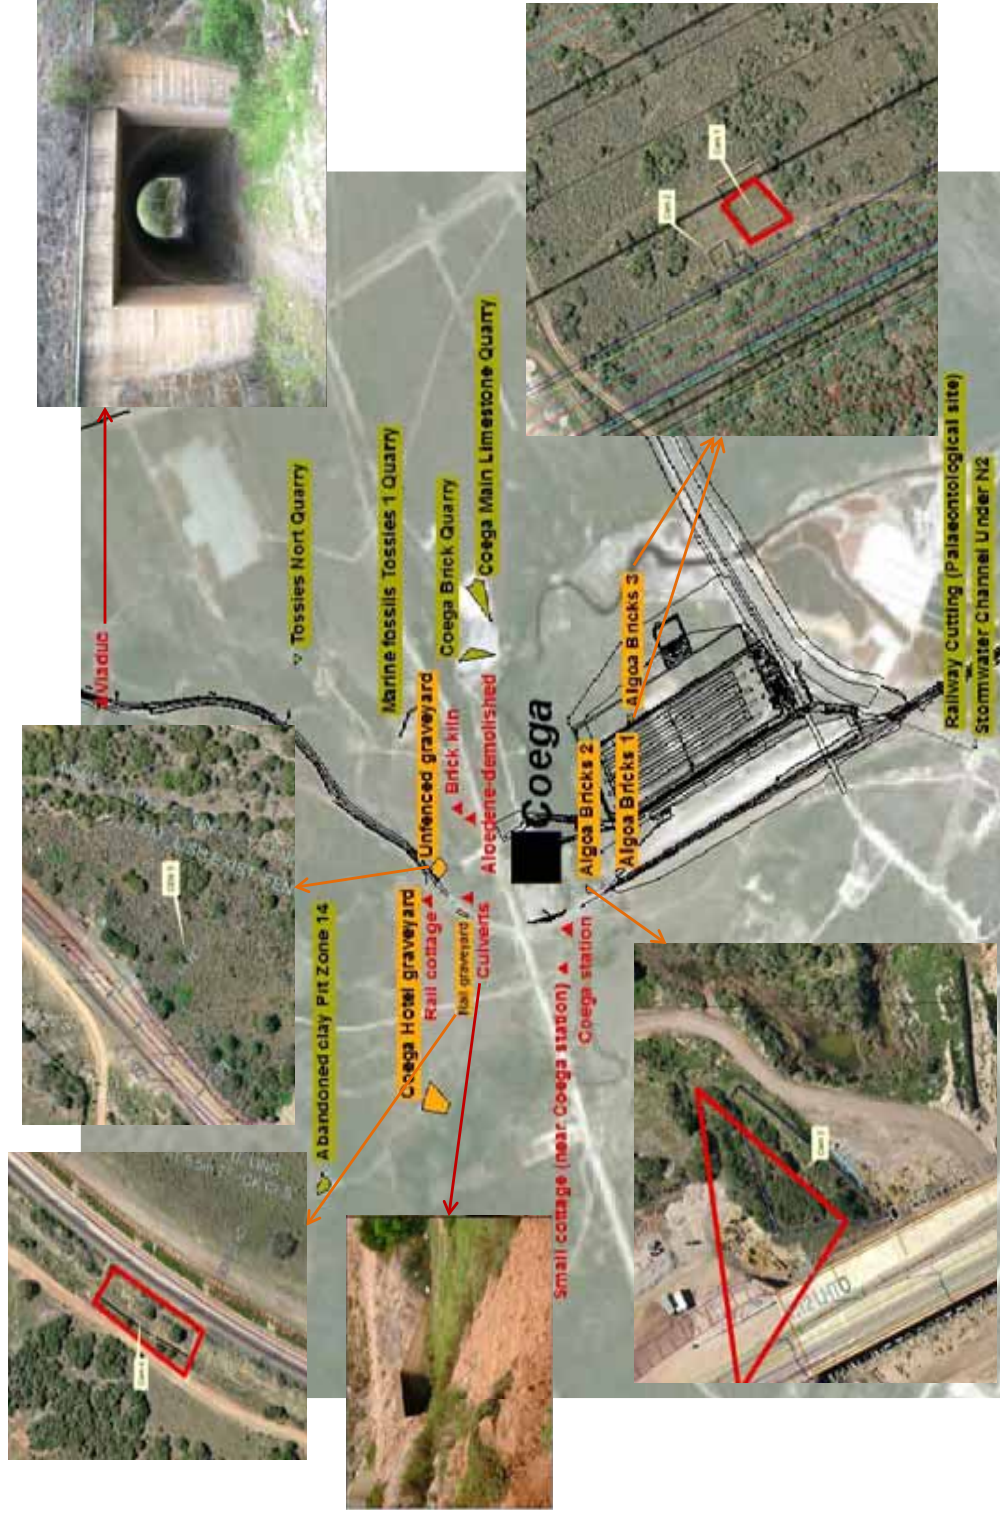 Viaduc
Tossies Nort Quarry
Marine fossils Tossies 1 Quarry
Coega Brick Quarry
Coega Main Limestone Quarry
Unfenced graveyard
Brick kiln
Aloedene-demolished
Coega
Algoa Bricks 3
Algoa Bricks 2
Algoa Bricks 1
Railway Cutting (Palaeontological site)
Stormwater Channel Under N2
Abandoned clay Pit Zone 14
Coega Hotel graveyard
Rail cottage
Rail graveyard
Culverts
Coega station
Small cottage (near Coega station)